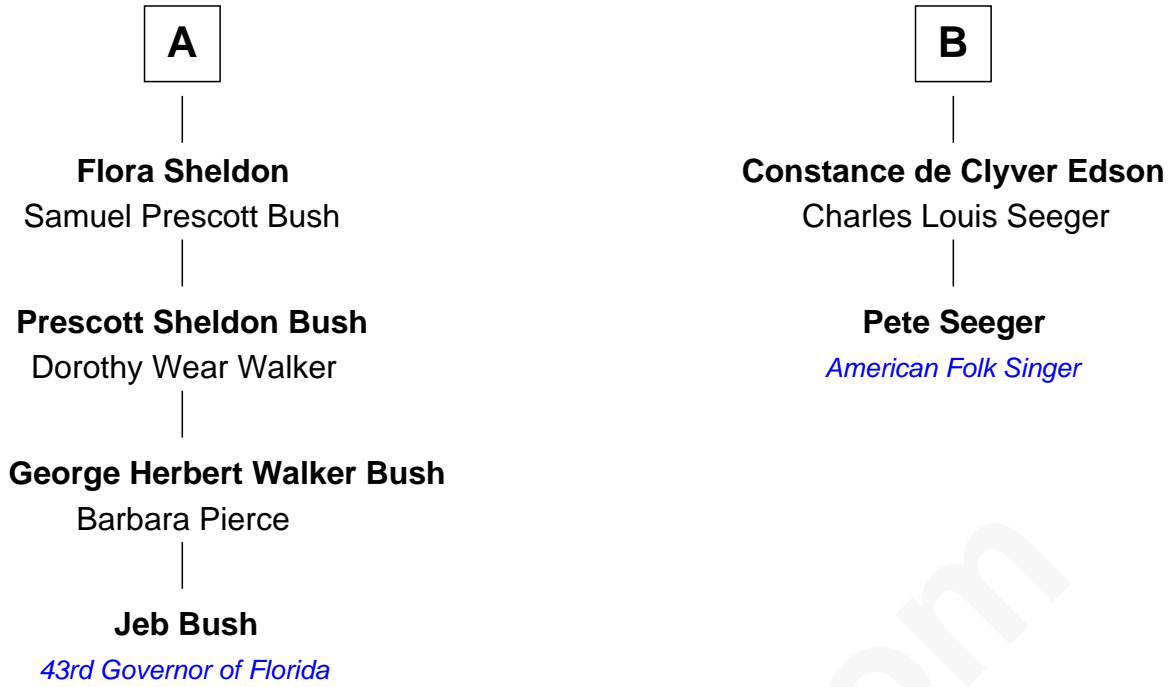 A
Flora Sheldon
Samuel Prescott Bush
Prescott Sheldon Bush
Dorothy Wear Walker
George Herbert Walker Bush
Barbara Pierce
Jeb Bush
43rd Governor of Florida
B
Constance de Clyver Edson
Charles Louis Seeger
Pete Seeger
American Folk Singer
om